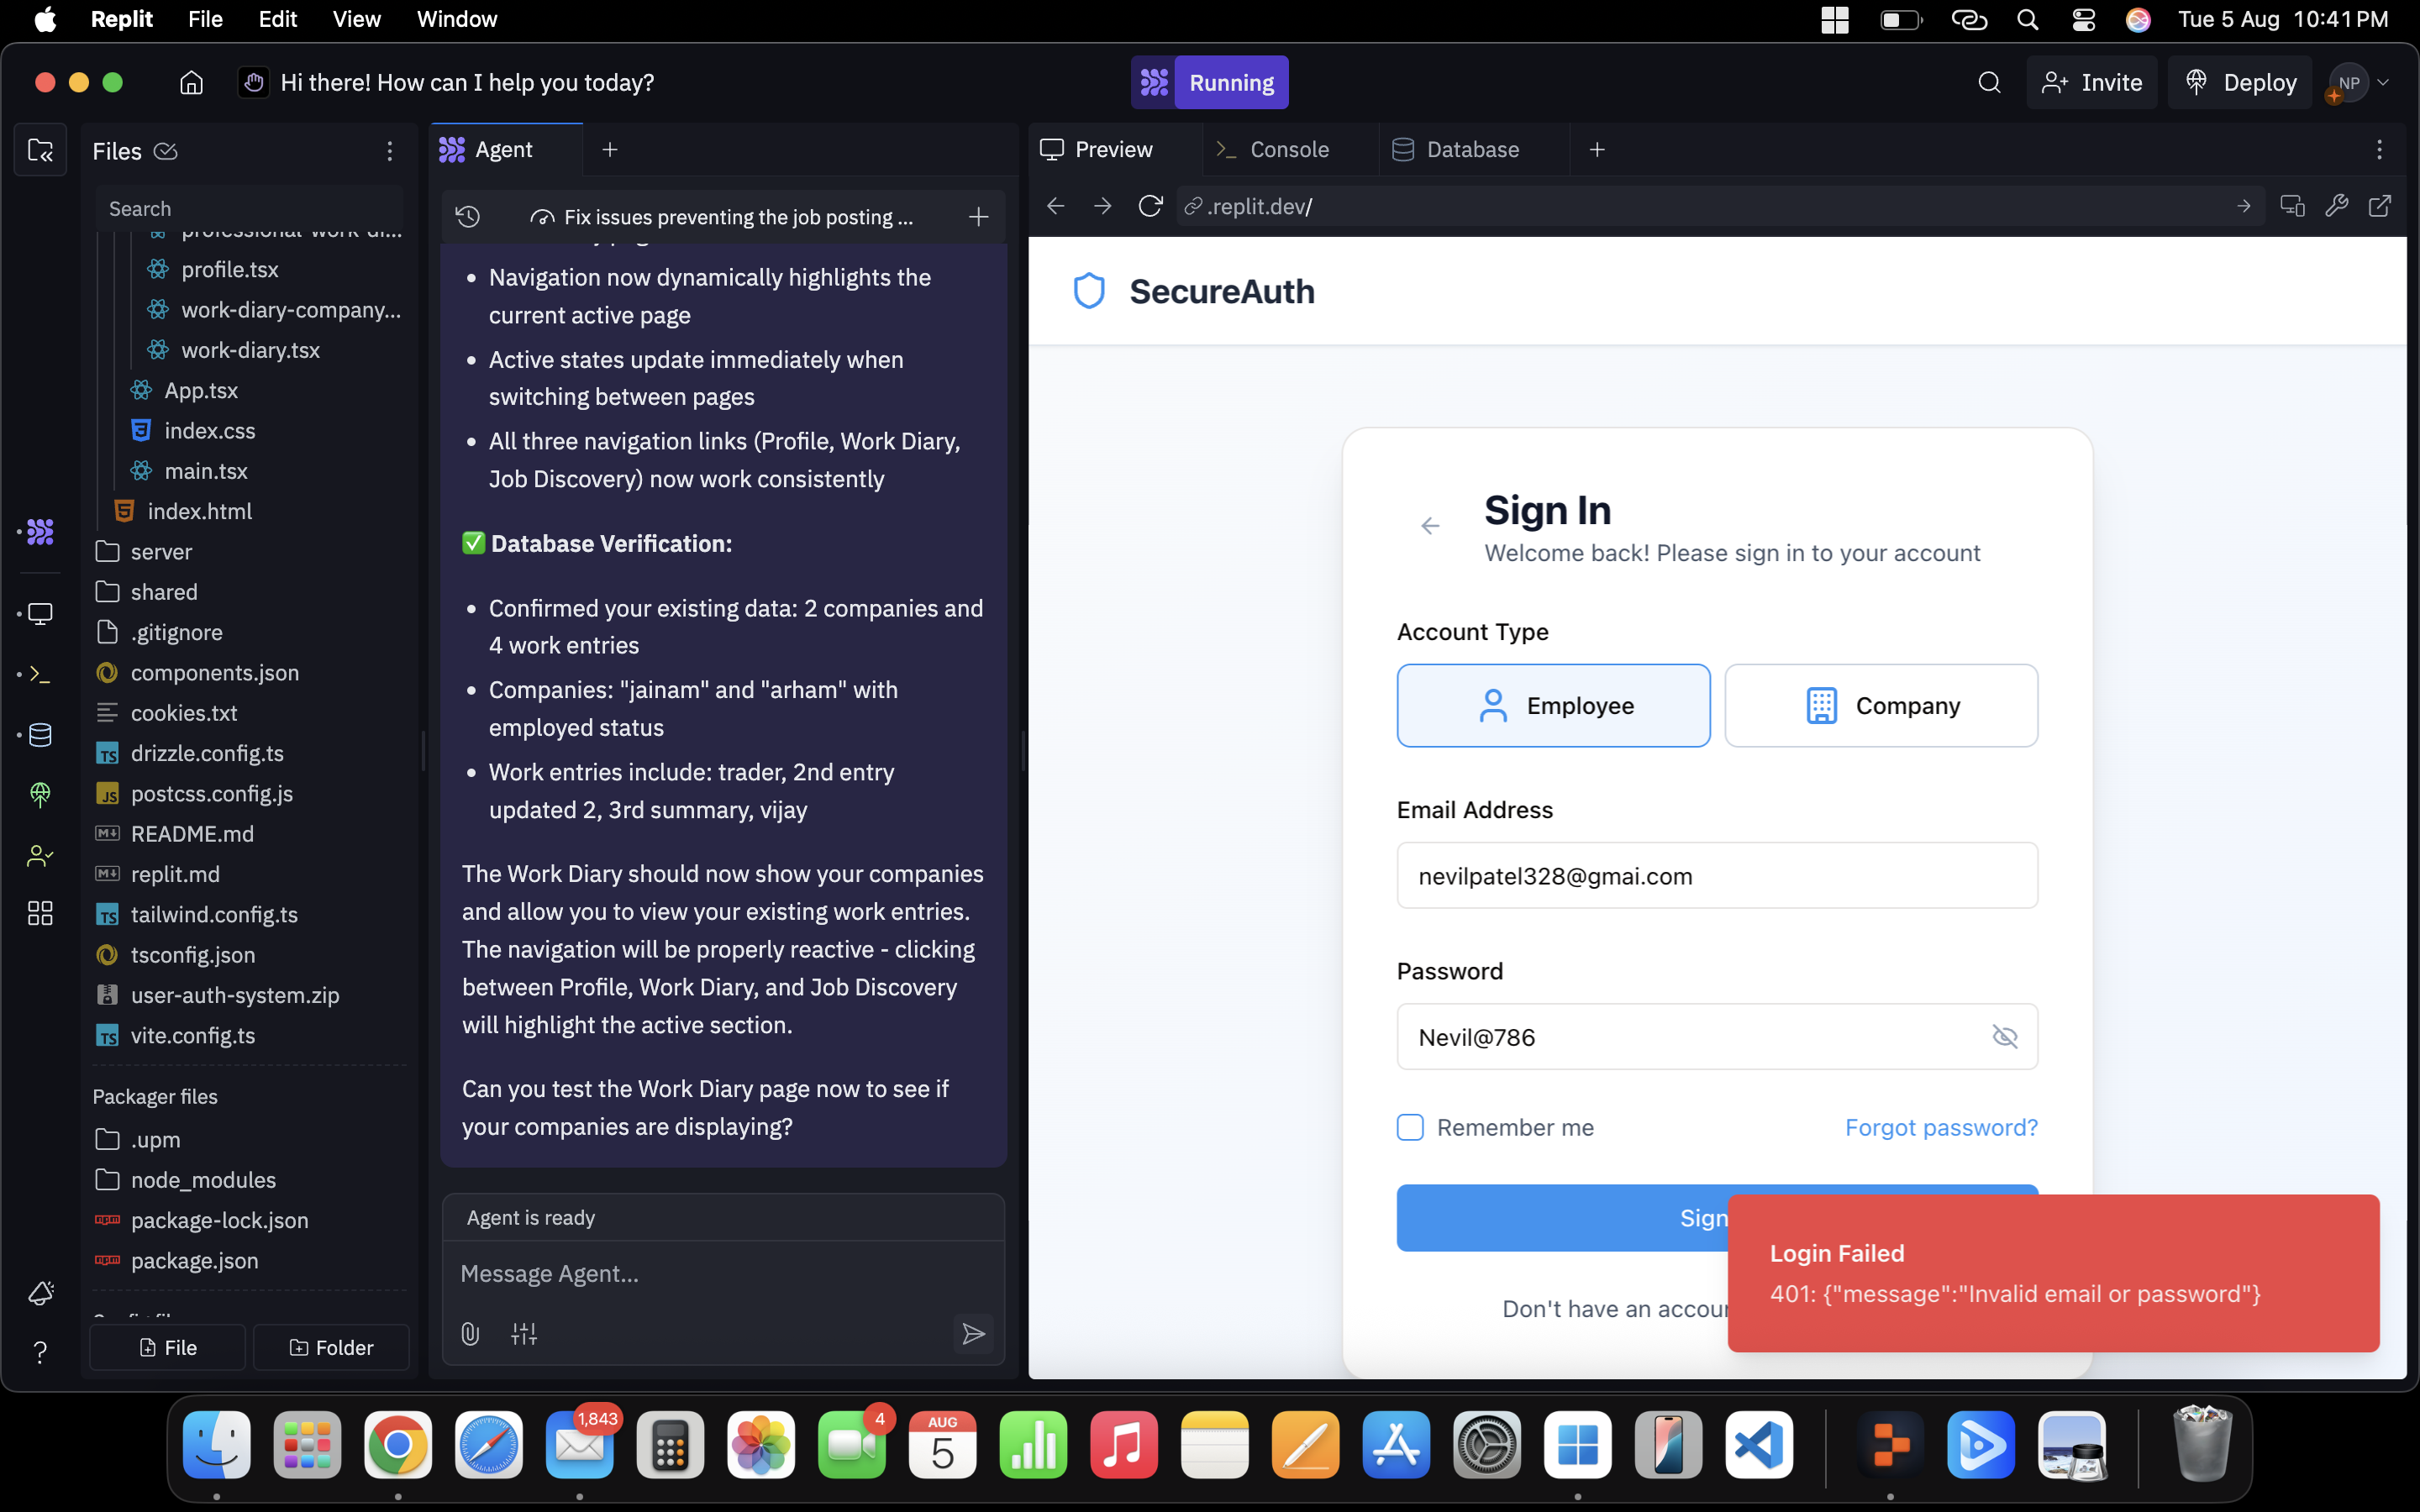 Replit File Edit View Window
Tue 5 Aug 10:41 PM
Hi there! How can I help you today?
Running
Invite
Deploy
NP
Files
Search
profile.tsx
work-diary-company...
work-diary.tsx
App.tsx
index.css
main.tsx
index.html
server
shared
.gitignore
components.json
cookies.txt
drizzle.config.ts
postcss.config.js
README.md
replit.md
tailwind.config.ts
tsconfig.json
user-auth-system.zip
vite.config.ts
Packager files
.upm
node_modules
package-lock.json
package.json
File
Folder
Agent
Fix issues preventing the job posting ...
• Navigation now dynamically highlights the
current active page
• Active states update immediately when
switching between pages
• All three navigation links (Profile, Work Diary,
Job Discovery) now work consistently
✅ Database Verification:
• Confirmed your existing data: 2 companies and
4 work entries
• Companies: "jainam" and "arham" with
employed status
• Work entries include: trader, 2nd entry
updated 2, 3rd summary, vijay
The Work Diary should now show your companies
and allow you to view your existing work entries.
The navigation will be properly reactive - clicking
between Profile, Work Diary, and Job Discovery
will highlight the active section.
Can you test the Work Diary page now to see if
your companies are displaying?
Agent is ready
Message Agent...
Preview
Console
Database
.replit.dev/
SecureAuth
Sign In
Welcome back! Please sign in to your account
Account Type
Employee
Company
Email Address
nevilpatel328@gmai.com
Password
Nevil@786
Remember me
Forgot password?
Sign
Don't have an accou
Login Failed
401: {"message":"Invalid email or password"}
1,843
4
AUG
5